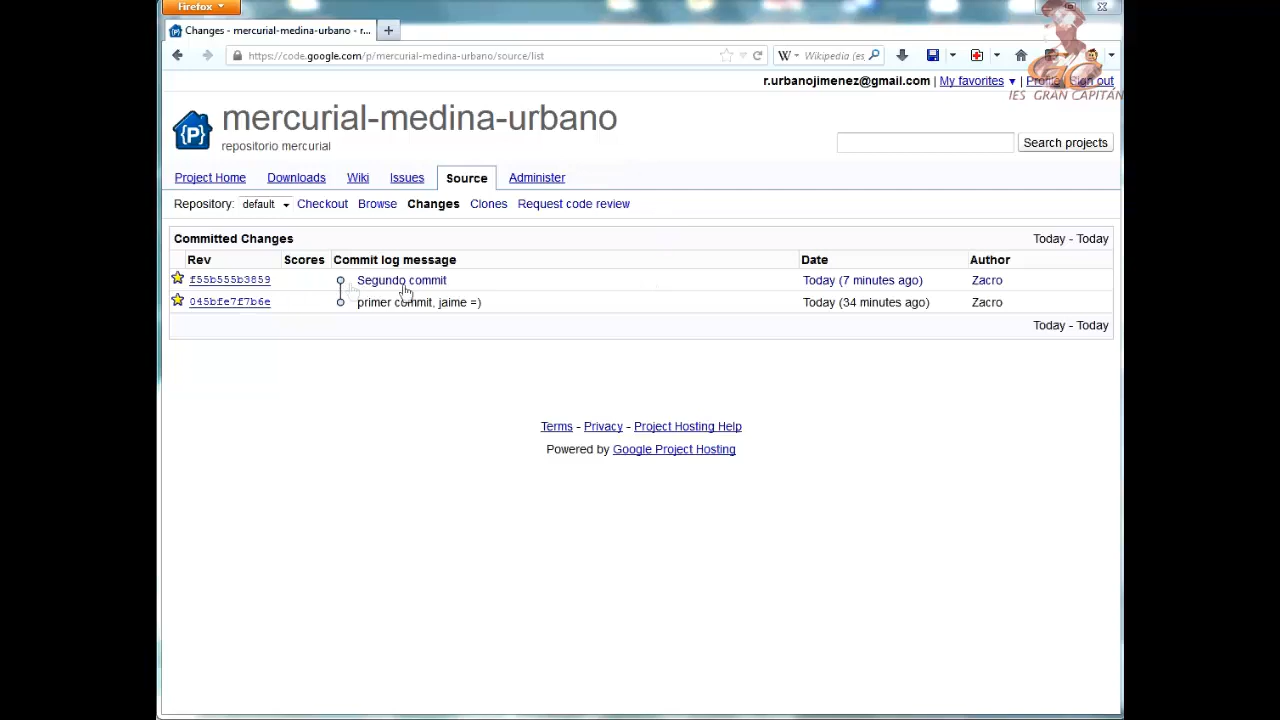 Firefox
Changes - mercurial-medina-urbano - r...
https://code.google.com/p/mercurial-medina-urbano/source/list
W Wikipedia (es)
r.urbanojimenez@gmail.com | My favorites | Profile Sign out
IES GRAN CAPITÁN
mercurial-medina-urbano
{P}
repositorio mercurial
Search projects
Project Home Downloads Wiki Issues Source Administer
Repository: default Checkout Browse Changes Clones Request code review
Committed Changes Today - Today
Rev Scores Commit log message Date Author
f55b555b3859 Segundo commit Today (7 minutes ago) Zacro
045bfe7f7b6e primer commit, jaime =) Today (34 minutes ago) Zacro
Today - Today
Terms - Privacy - Project Hosting Help
Powered by Google Project Hosting